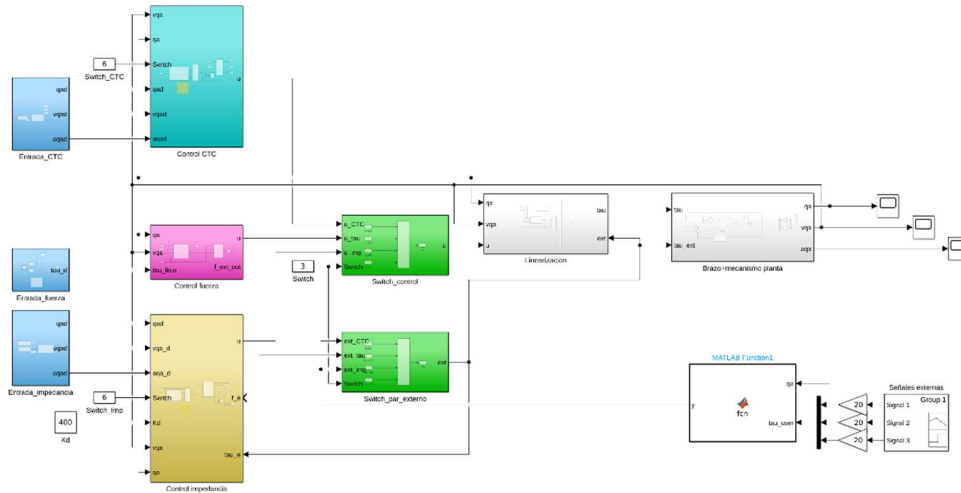 vqa
qa
6
Switch
Switch_CTC
qad
vqad
aqad
u
Control CTC
qad
vqad
aqad
Entrada_CTC
qa
vqa
u
tau
ext
Linearizacion
tau
tau_ext
qa
vqa
aqa
Brazo+mecanismo planta
qa
vqa
tau_fisio
u
f_ext_out
Control fuerza
u_CTC
u_tau
u_imp
Switch
u
Switch_control
3
Switch
tau_d
Entrada_fuerza
aqad
Entrada_impedancia
qad
vqa_d
aqa_d
Switch
Kd
vqa
qa
u
f_e
tau_e
Control impedancia
6
Switch_Imp
400
Kd
ext_CTC
ext_tau
ext_imp
Switch
ext
Switch_par_externo
MATLAB Function1
y
fcn
qa
tau_user
20
20
20
Señales externas
Group 1
Signal 1
Signal 2
Signal 3